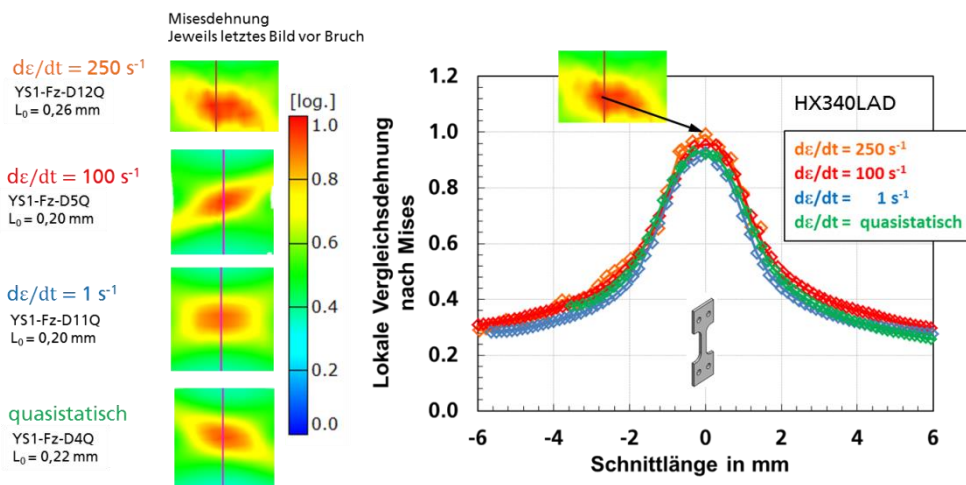 Misesdehnung
Jeweils letztes Bild vor Bruch
dε/dt = 250 s⁻¹
YS1-Fz-D12Q
L₀ = 0,26 mm
dε/dt = 100 s⁻¹
YS1-Fz-D5Q
L₀ = 0,20 mm
dε/dt = 1 s⁻¹
YS1-Fz-D11Q
L₀ = 0,20 mm
quasistatisch
YS1-Fz-D4Q
L₀ = 0,22 mm
[log.]
1.0
0.8
0.6
0.4
0.2
0.0
Lokale Vergleichsdehnung
nach Mises
1.2
1.0
0.8
0.6
0.4
0.2
0.0
HX340LAD
dε/dt = 250 s⁻¹
dε/dt = 100 s⁻¹
dε/dt = 1 s⁻¹
dε/dt = quasistatisch
-6 -4 -2 0 2 4 6
Schnittlänge in mm